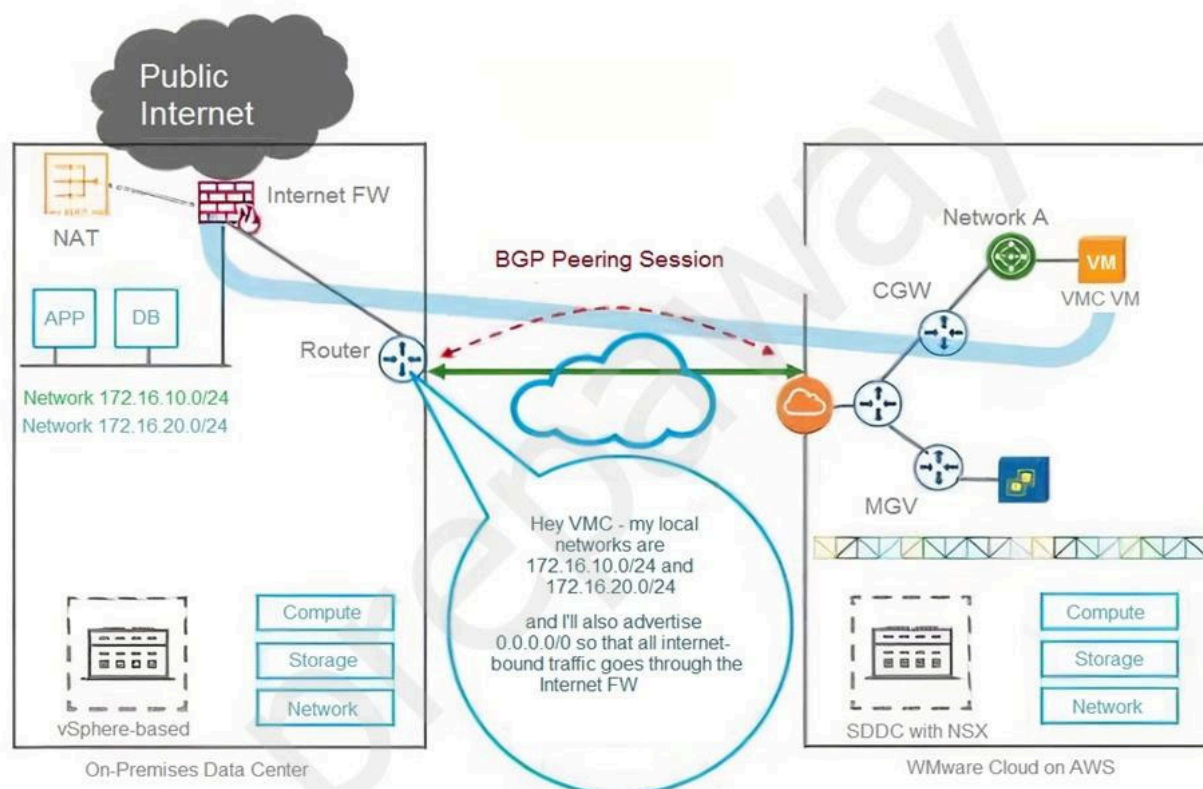 Public
Internet
Internet FW
NAT
APP
DB
Router
Network 172.16.10.0/24
Network 172.16.20.0/24
BGP Peering Session
Network A
VM
VMC VM
CGW
MGV
Hey VMC - my local
networks are
172.16.10.0/24 and
172.16.20.0/24
and I'll also advertise
0.0.0.0/0 so that all internet-
bound traffic goes through the
Internet FW
Compute
Storage
Network
vSphere-based
On-Premises Data Center
Compute
Storage
Network
SDDC with NSX
WMware Cloud on AWS
prepaway